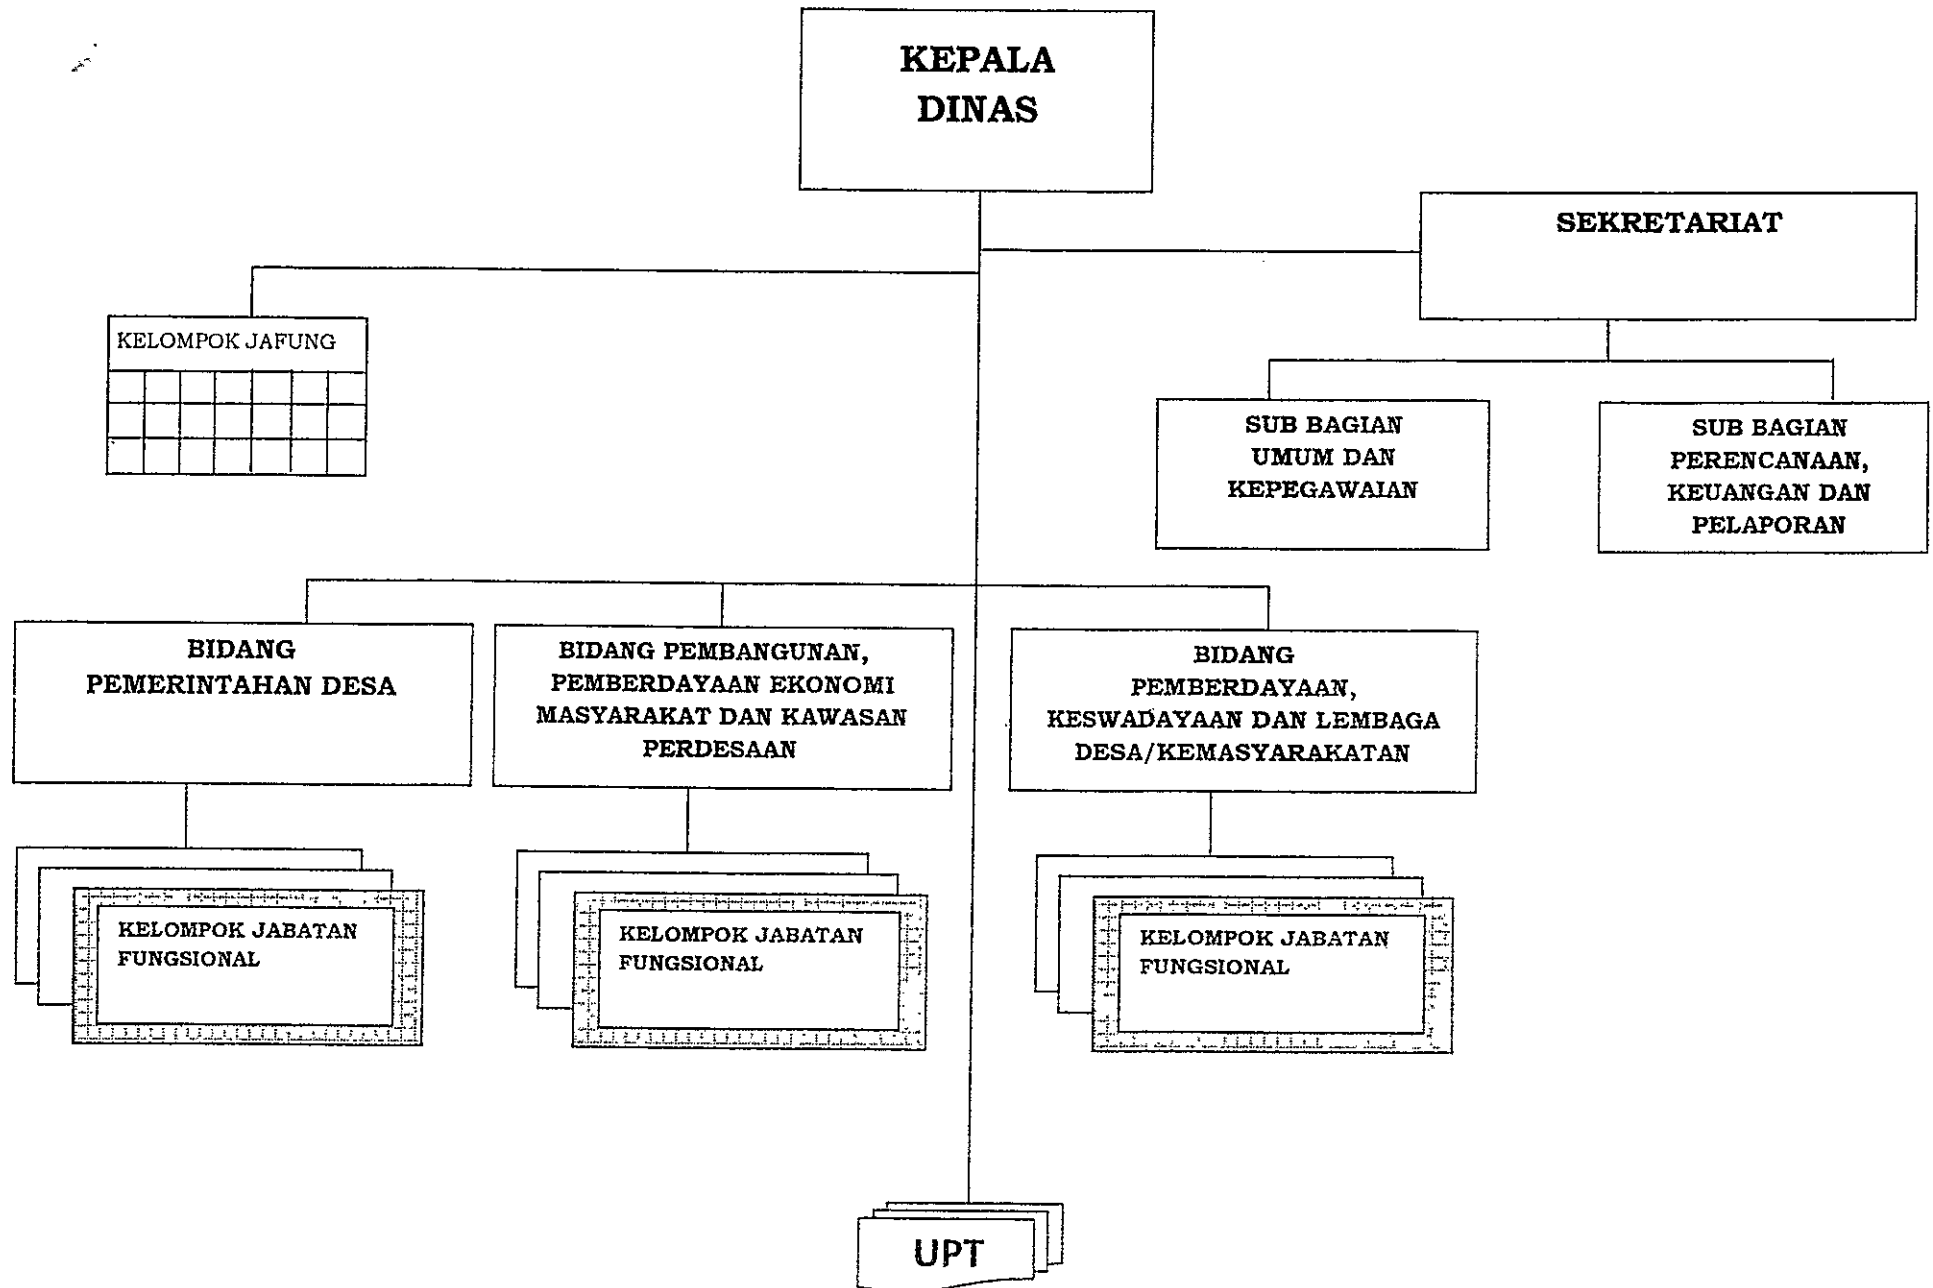 KEPALA
DINAS
SEKRETARIAT
KELOMPOK JAFUNG
SUB BAGIAN
UMUM DAN
KEPEGAWAIAN
SUB BAGIAN
PERENCANAAN,
KEUANGAN DAN
PELAPORAN
BIDANG
PEMERINTAHAN DESA
BIDANG PEMBANGUNAN,
PEMBERDAYAAN EKONOMI
MASYARAKAT DAN KAWASAN
PERDESAAN
BIDANG
PEMBERDAYAAN,
KESWADAYAAN DAN LEMBAGA
DESA/KEMASYARAKATAN
KELOMPOK JABATAN
FUNGSIONAL
KELOMPOK JABATAN
FUNGSIONAL
KELOMPOK JABATAN
FUNGSIONAL
UPT